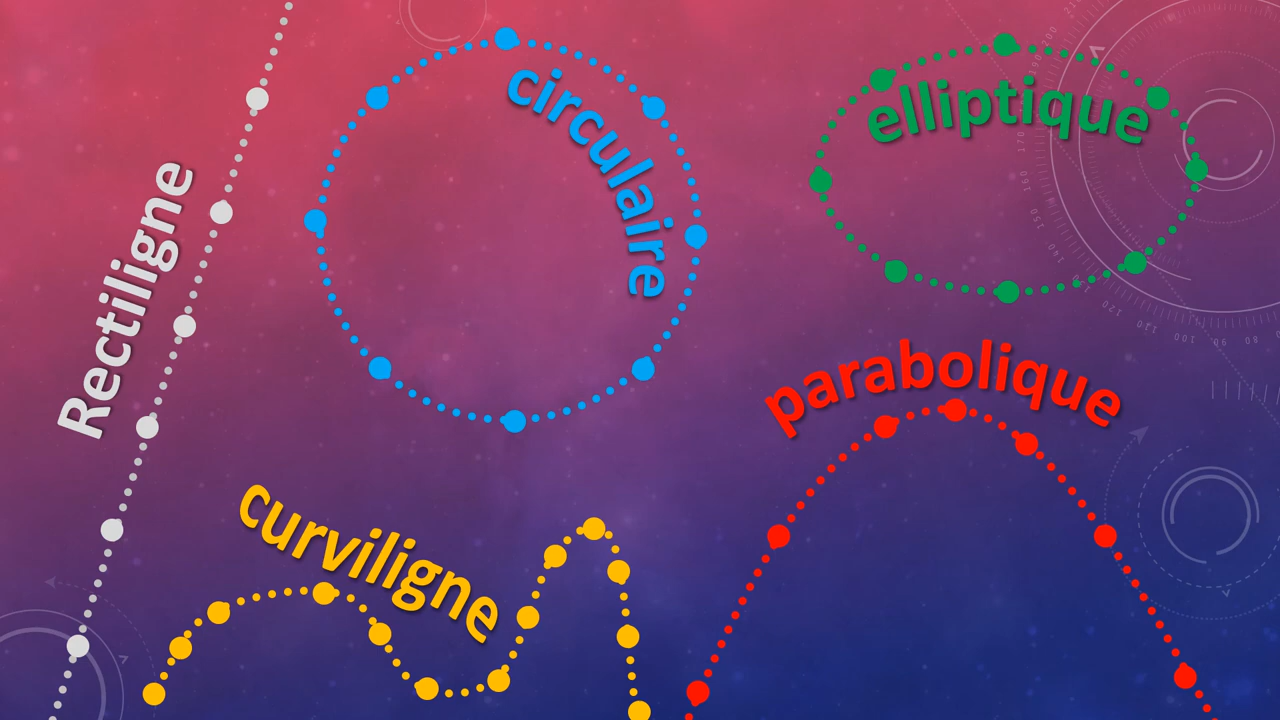 Rectiligne
circulaire
elliptique
parabolique
curviligne